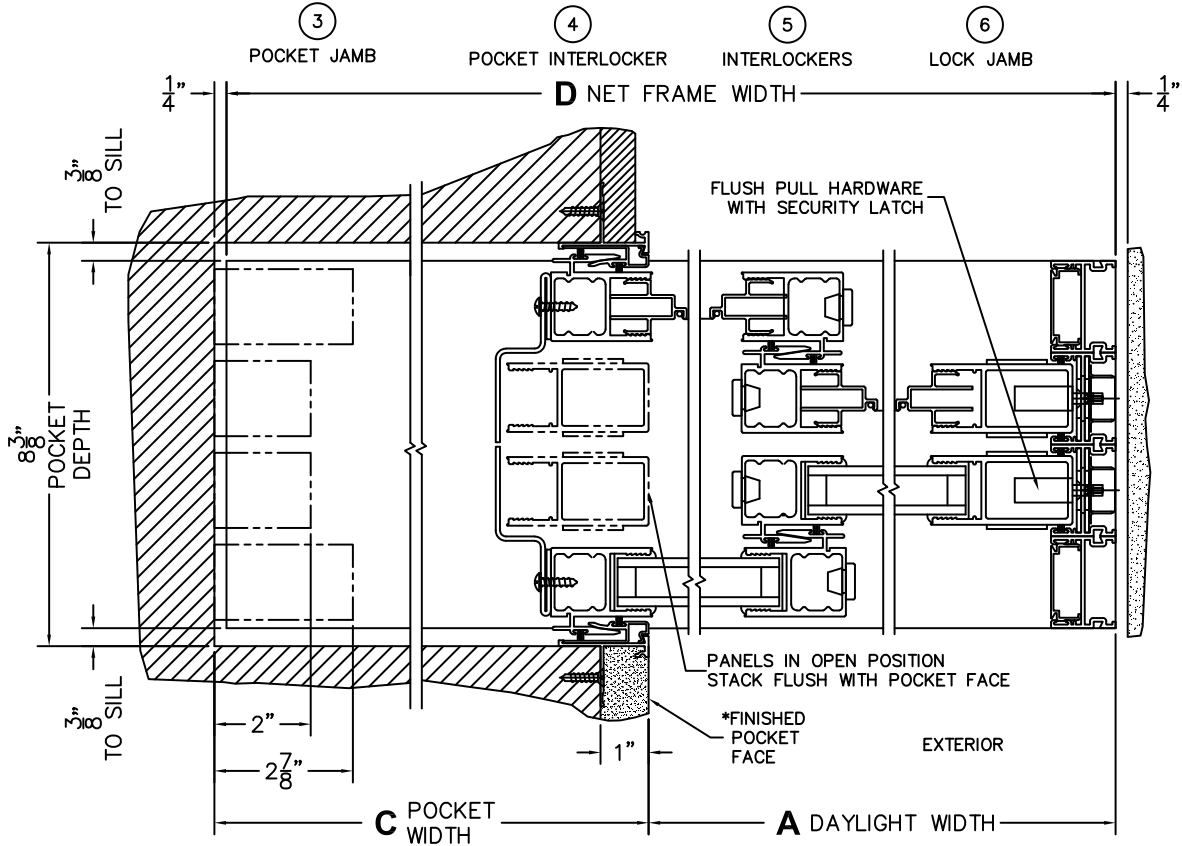 3
4
5
6
POCKET JAMB
POCKET INTERLOCKER
INTERLOCKERS
LOCK JAMB
1/4"
D NET FRAME WIDTH
1/4"
3/8"
TO SILL
FLUSH PULL HARDWARE
WITH SECURITY LATCH
8 3/8"
POCKET
DEPTH
PANELS IN OPEN POSITION
STACK FLUSH WITH POCKET FACE
3/8"
TO SILL
*FINISHED
POCKET
FACE
2"
1"
EXTERIOR
2 7/8"
C POCKET
WIDTH
A DAYLIGHT WIDTH